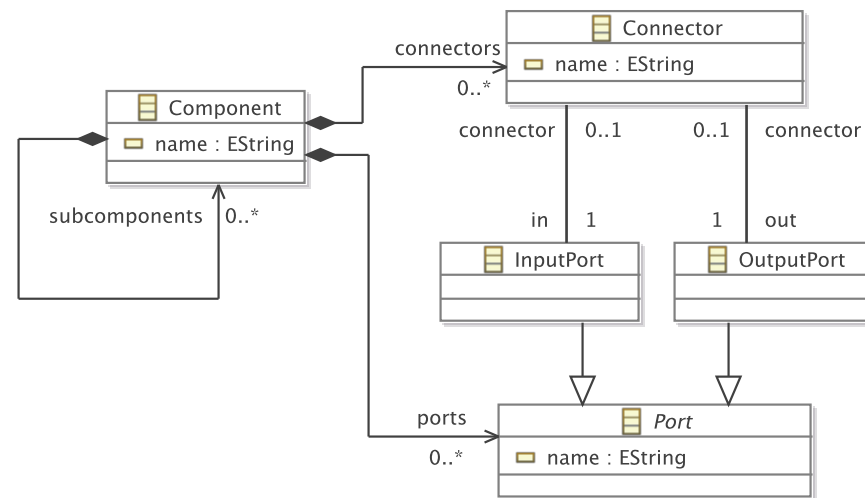 Connector
connectors
name : EString
0..*
Component
name : EString
connector 0..1 0..1 connector
subcomponents 0..*
in 1 1 out
InputPort OutputPort
ports
Port
0..*
name : EString